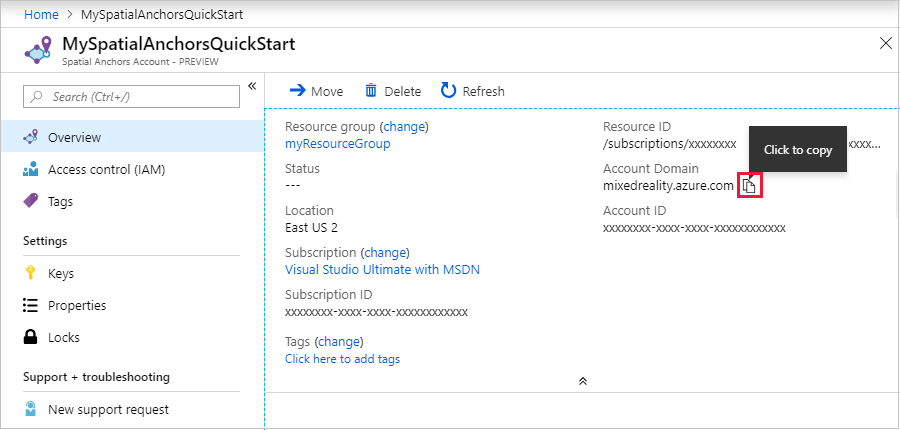 Home > MySpatialAnchorsQuickStart
MySpatialAnchorsQuickStart
Spatial Anchors Account - PREVIEW
Search (Ctrl+/)
Overview
Access control (IAM)
Tags
Settings
Keys
Properties
Locks
Support + troubleshooting
New support request
Move Delete Refresh
Resource group (change)
myResourceGroup
Status
---
Location
East US 2
Subscription (change)
Visual Studio Ultimate with MSDN
Subscription ID
xxxxxxxx-xxxx-xxxx-xxxxxxxxxxxx
Tags (change)
Click here to add tags
Resource ID
/subscriptions/xxxxxxxx xxxx...
Click to copy
Account Domain
mixedreality.azure.com
Account ID
xxxxxxxx-xxxx-xxxx-xxxxxxxxxxxx